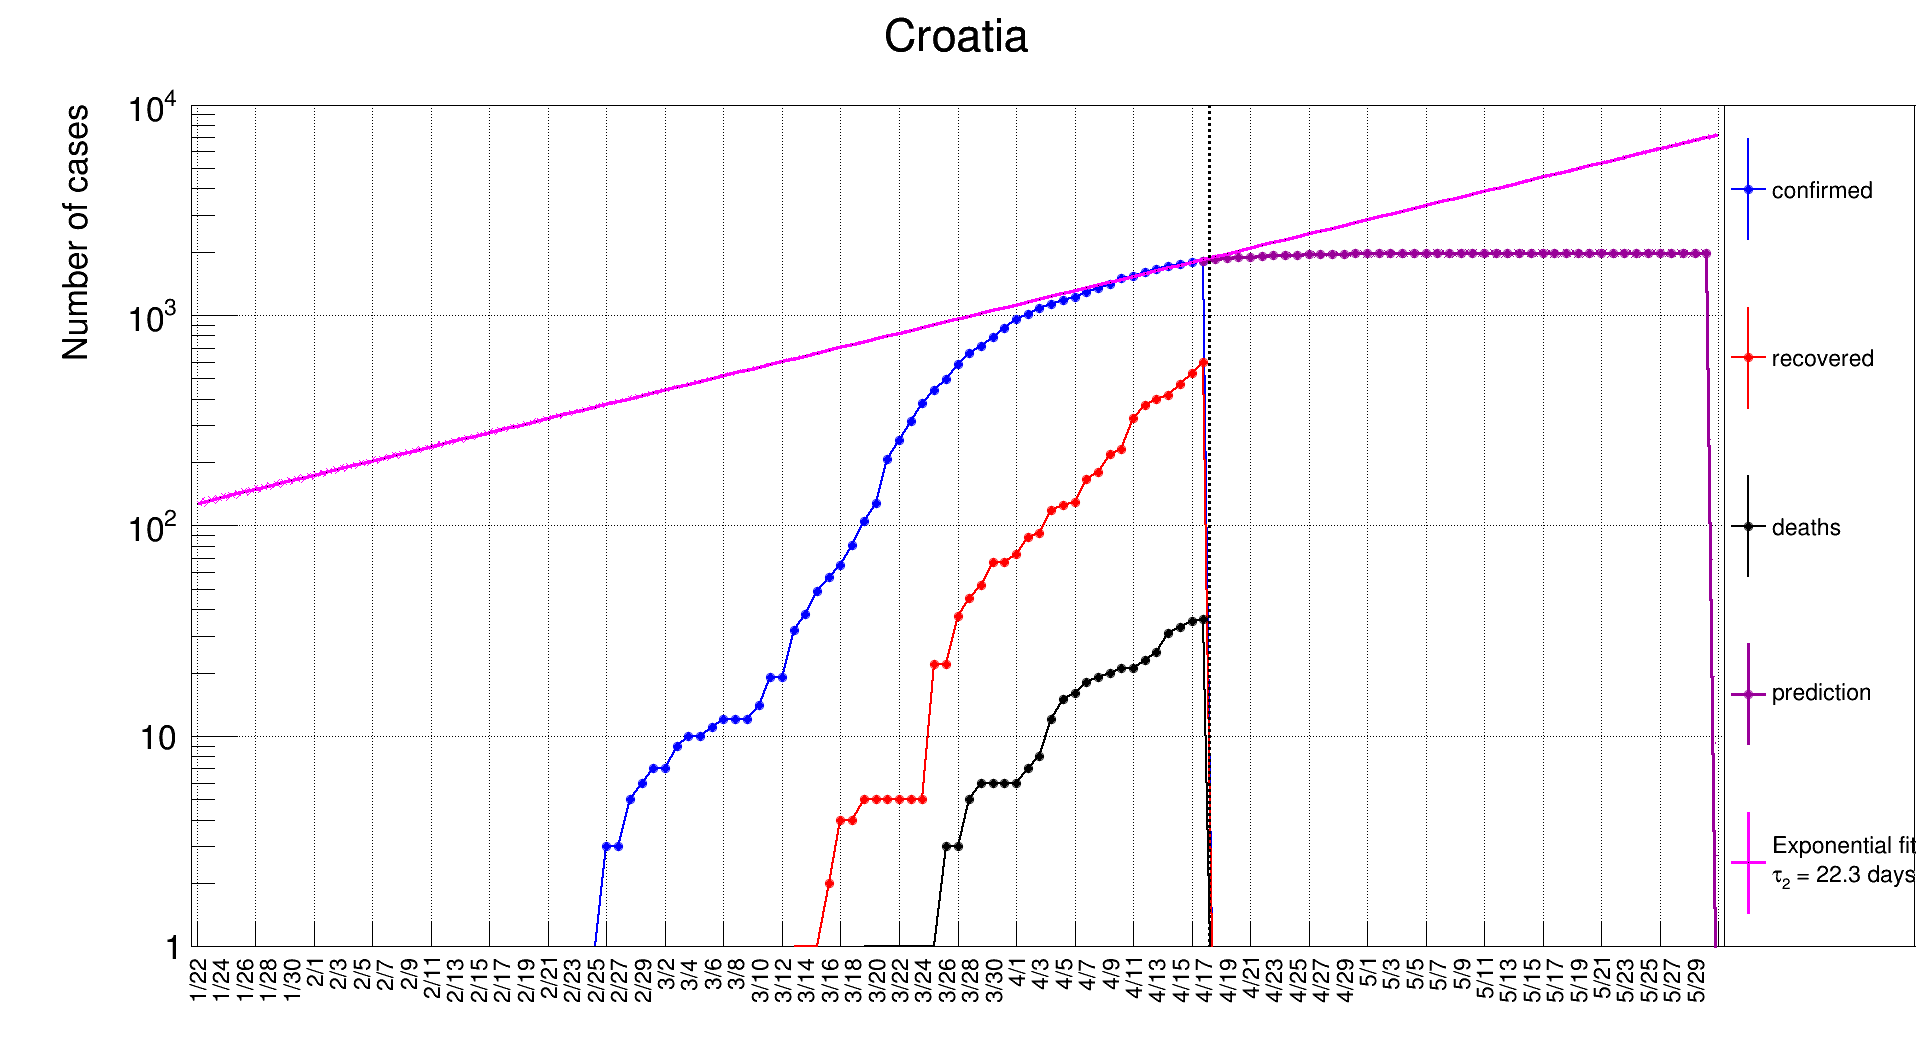 Croatia
Number of cases
10^4
10^3
10^2
10
1
1/22 1/24 1/26 1/28 1/30 2/1 2/3 2/5 2/7 2/9 2/11 2/13 2/15 2/17 2/19 2/21 2/23 2/25 2/27 2/29 3/2 3/4 3/6 3/8 3/10 3/12 3/14 3/16 3/18 3/20 3/22 3/24 3/26 3/28 3/30 4/1 4/3 4/5 4/7 4/9 4/11 4/13 4/15 4/17 4/19 4/21 4/23 4/25 4/27 4/29 5/1 5/3 5/5 5/7 5/9 5/11 5/13 5/15 5/17 5/19 5/21 5/23 5/25 5/27 5/29
confirmed
recovered
deaths
prediction
Exponential fit
τ₂ = 22.3 days